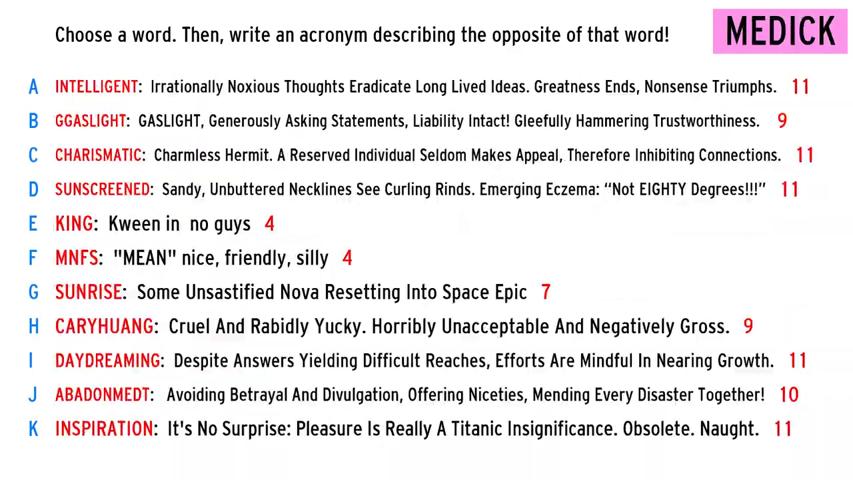 Choose a word. Then, write an acronym describing the opposite of that word!
MEDICK
A INTELLIGENT: Irrationally Noxious Thoughts Eradicate Long Lived Ideas. Greatness Ends, Nonsense Triumphs. 11
B GGASLIGHT: GASLIGHT, Generously Asking Statements, Liability Intact! Gleefully Hammering Trustworthiness. 9
C CHARISMATIC: Charmless Hermit. A Reserved Individual Seldom Makes Appeal, Therefore Inhibiting Connections. 11
D SUNSCREENED: Sandy, Unbuttered Necklines See Curling Rinds. Emerging Eczema: “Not EIGHTY Degrees!!!” 11
E KING: Kween in no guys 4
F MNFS: "MEAN" nice, friendly, silly 4
G SUNRISE: Some Unsastified Nova Resetting Into Space Epic 7
H CARYHUANG: Cruel And Rabidly Yucky. Horribly Unacceptable And Negatively Gross. 9
I DAYDREAMING: Despite Answers Yielding Difficult Reaches, Efforts Are Mindful In Nearing Growth. 11
J ABADONMEDT: Avoiding Betrayal And Divulgation, Offering Niceties, Mending Every Disaster Together! 10
K INSPIRATION: It's No Surprise: Pleasure Is Really A Titanic Insignificance. Obsolete. Naught. 11